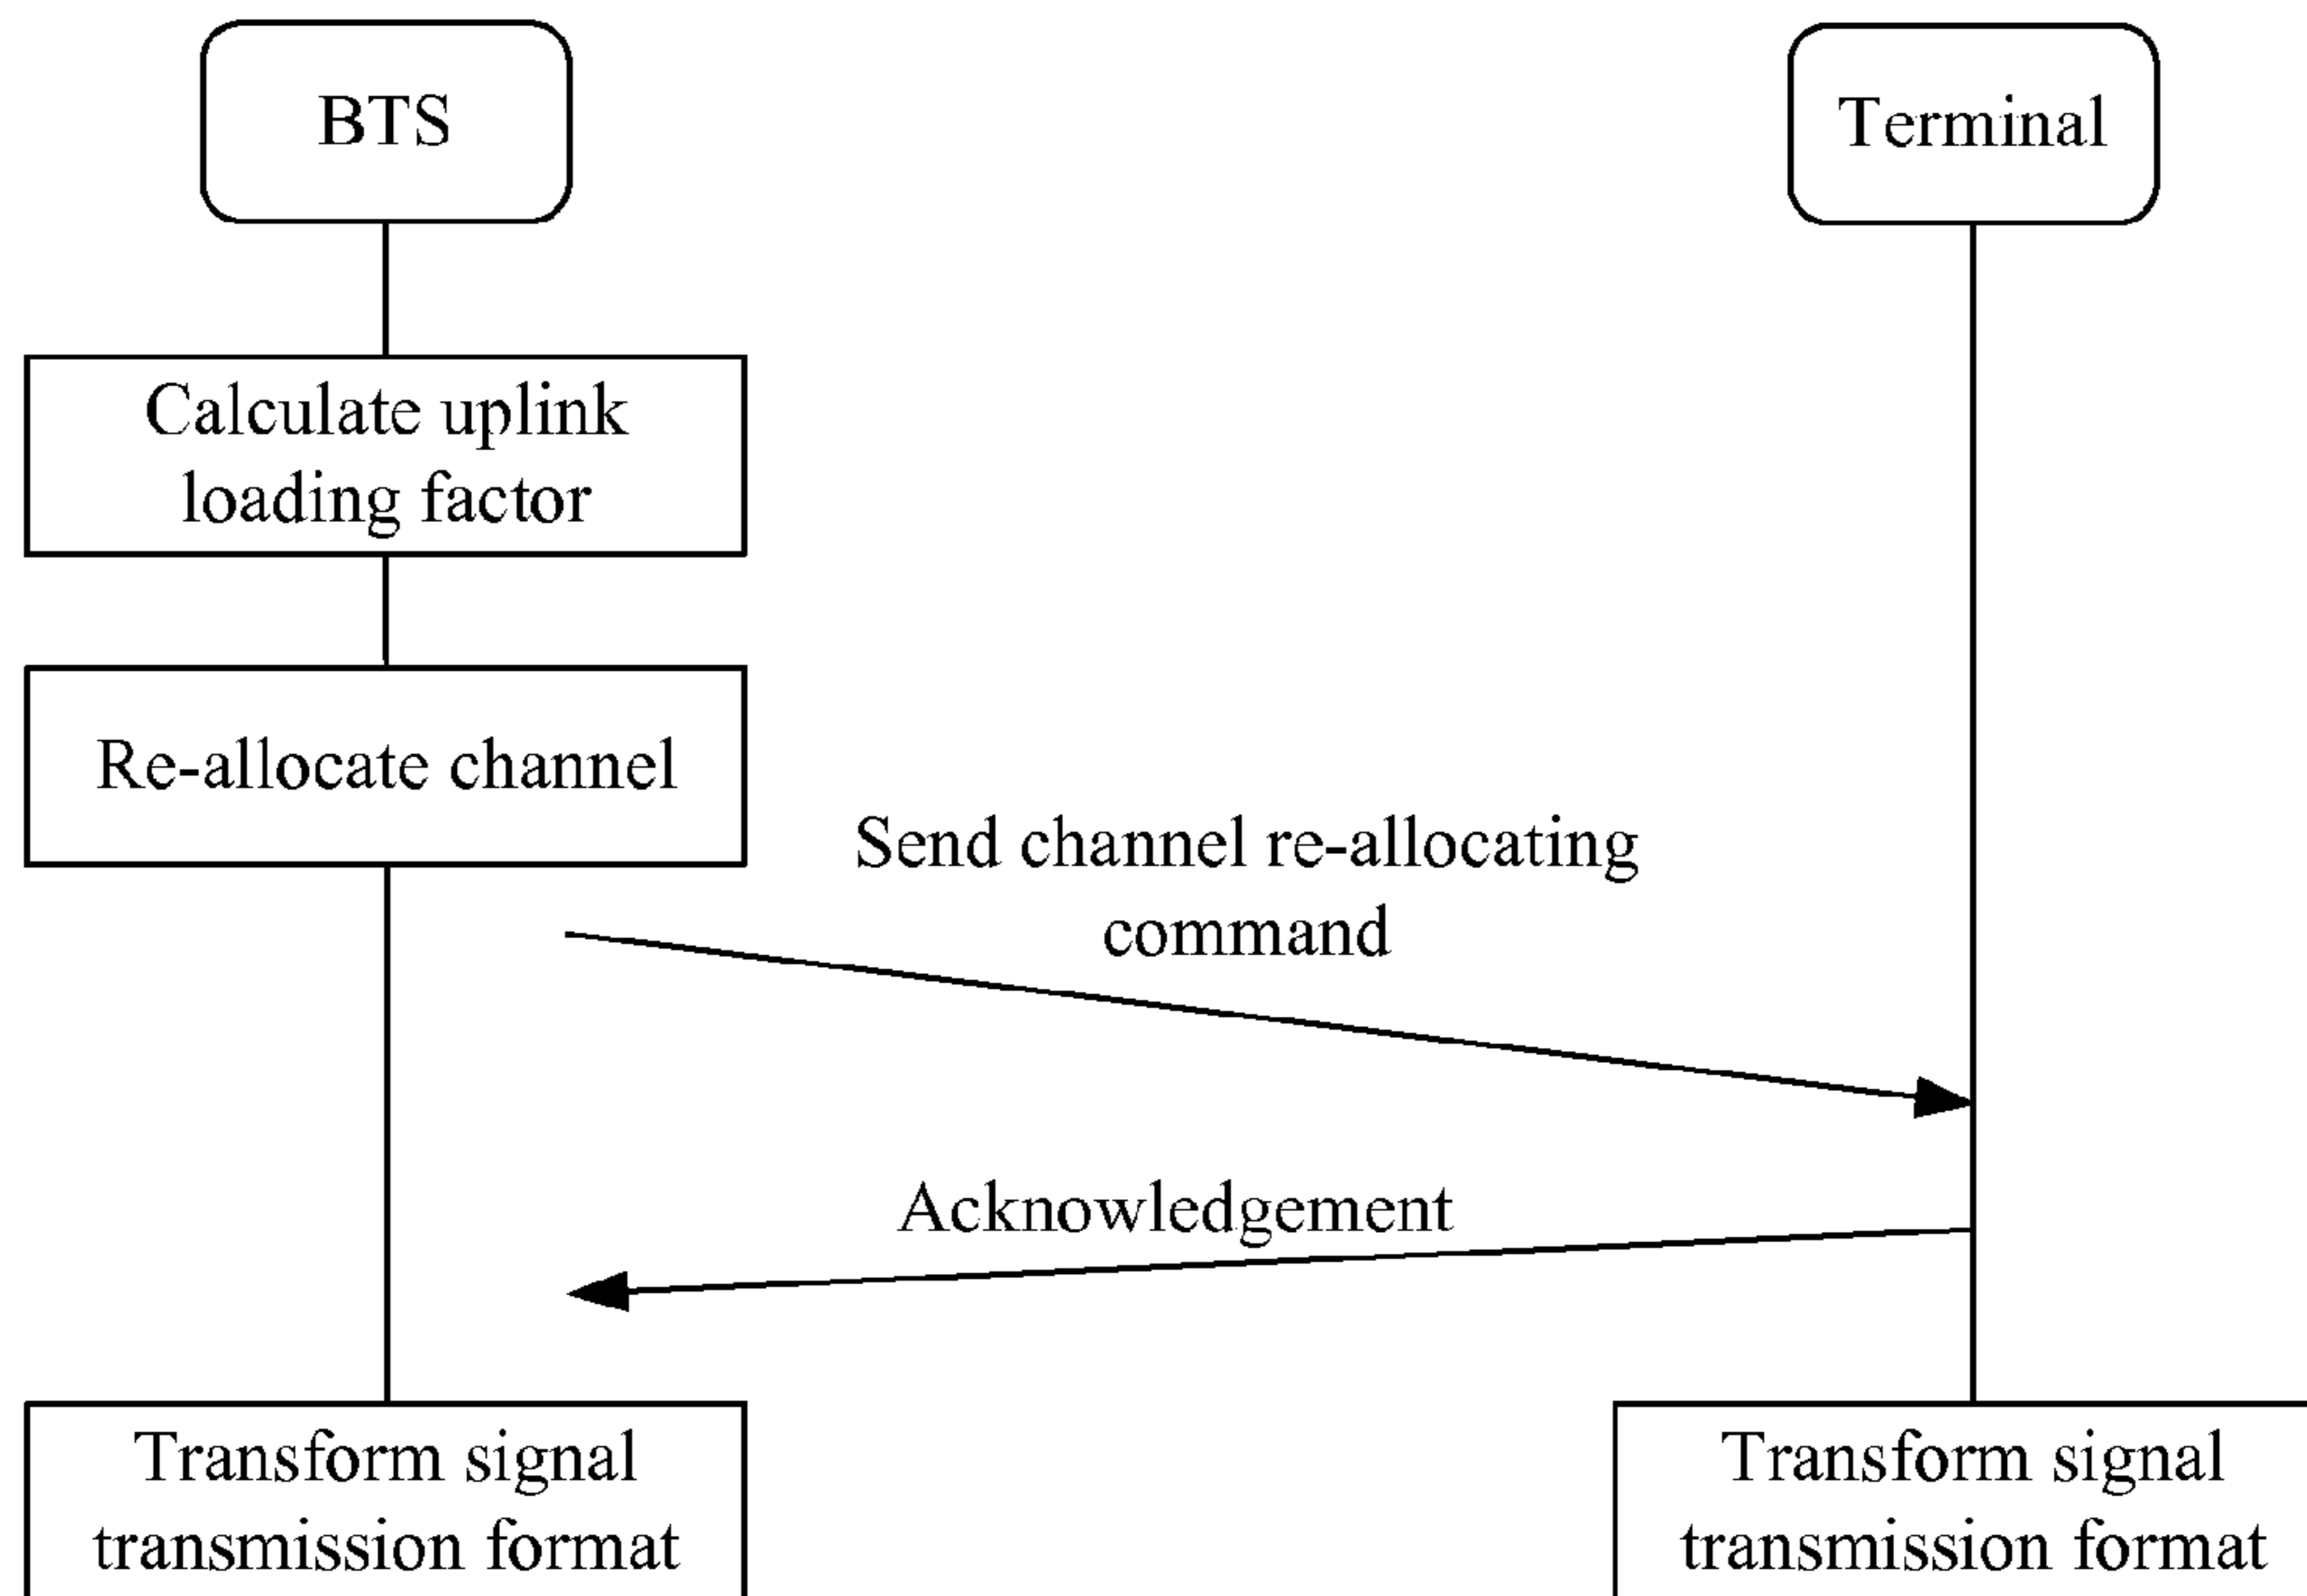 BTS
Terminal
Calculate uplink
loading factor
Re-allocate channel
Send channel re-allocating
command
Acknowledgement
Transform signal
transmission format
Transform signal
transmission format